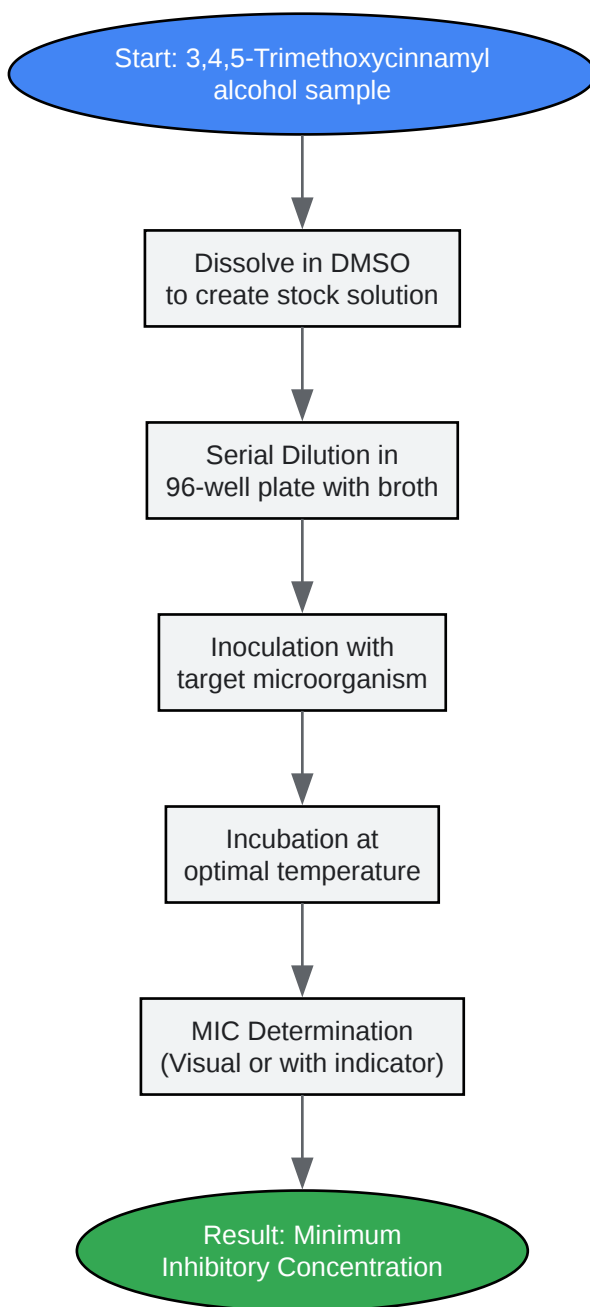 Start: 3,4,5-Trimethoxycinnamyl
alcohol sample
Dissolve in DMSO
to create stock solution
Serial Dilution in
96-well plate with broth
Inoculation with
target microorganism
Incubation at
optimal temperature
MIC Determination
(Visual or with indicator)
Result: Minimum
Inhibitory Concentration